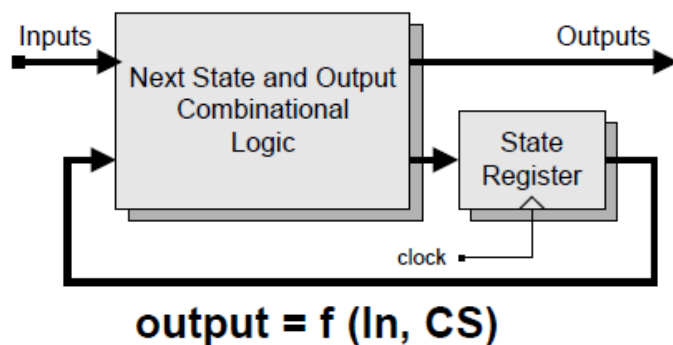 Inputs
Outputs
Next State and Output
Combinational
Logic
State
Register
clock
output = f (In, CS)